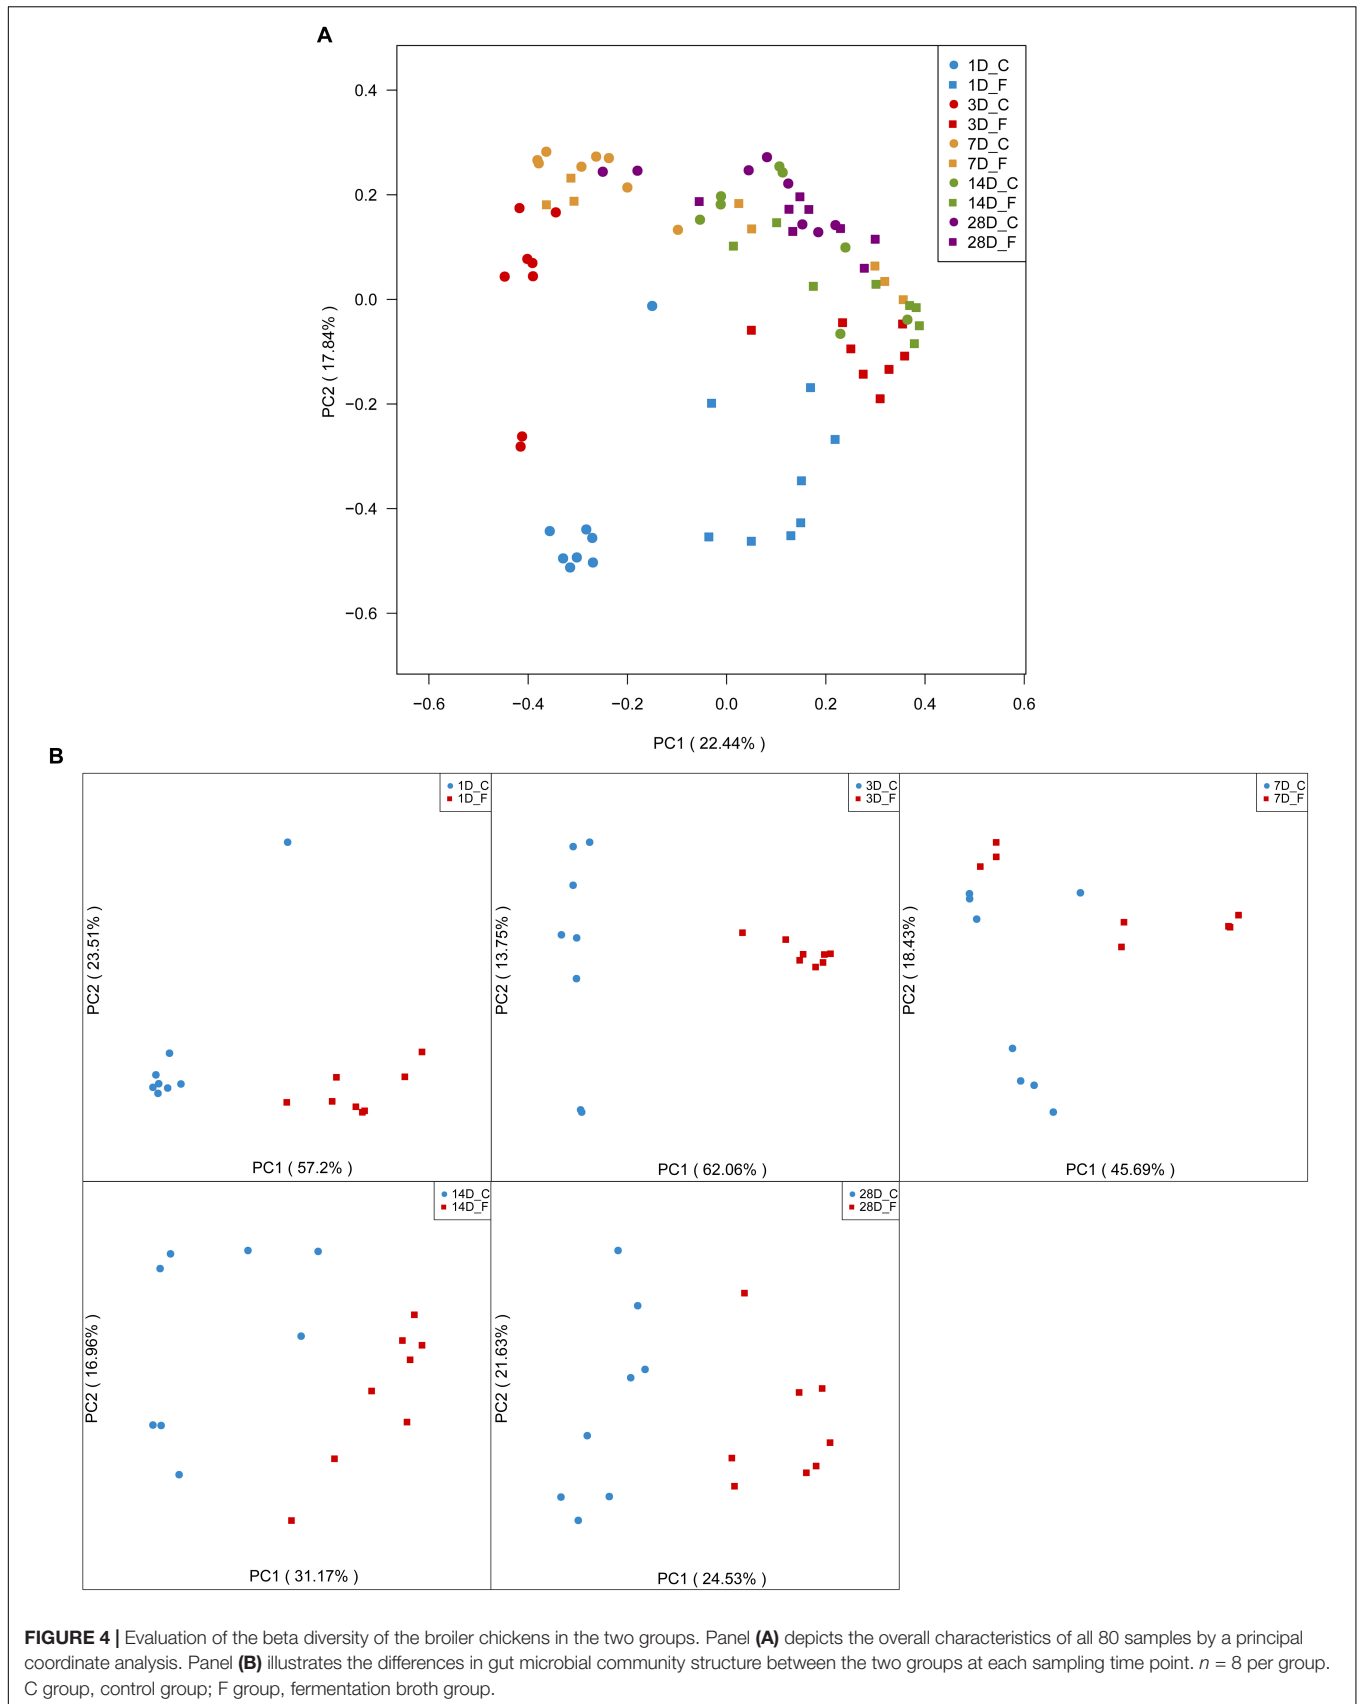 A
0.4
0.2
0.0
−0.2
−0.4
−0.6
PC2 ( 17.84% )
−0.6
−0.4
−0.2
0.0
0.2
0.4
0.6
PC1 ( 22.44% )
1D_C
1D_F
3D_C
3D_F
7D_C
7D_F
14D_C
14D_F
28D_C
28D_F
B
1D_C
1D_F
PC2 ( 23.51% )
PC1 ( 57.2% )
3D_C
3D_F
PC2 ( 13.75% )
PC1 ( 62.06% )
7D_C
7D_F
PC2 ( 18.43% )
PC1 ( 45.69% )
14D_C
14D_F
PC2 ( 16.96% )
PC1 ( 31.17% )
28D_C
28D_F
PC2 ( 21.63% )
PC1 ( 24.53% )
FIGURE 4 | Evaluation of the beta diversity of the broiler chickens in the two groups. Panel (A) depicts the overall characteristics of all 80 samples by a principal
coordinate analysis. Panel (B) illustrates the differences in gut microbial community structure between the two groups at each sampling time point. n = 8 per group.
C group, control group; F group, fermentation broth group.